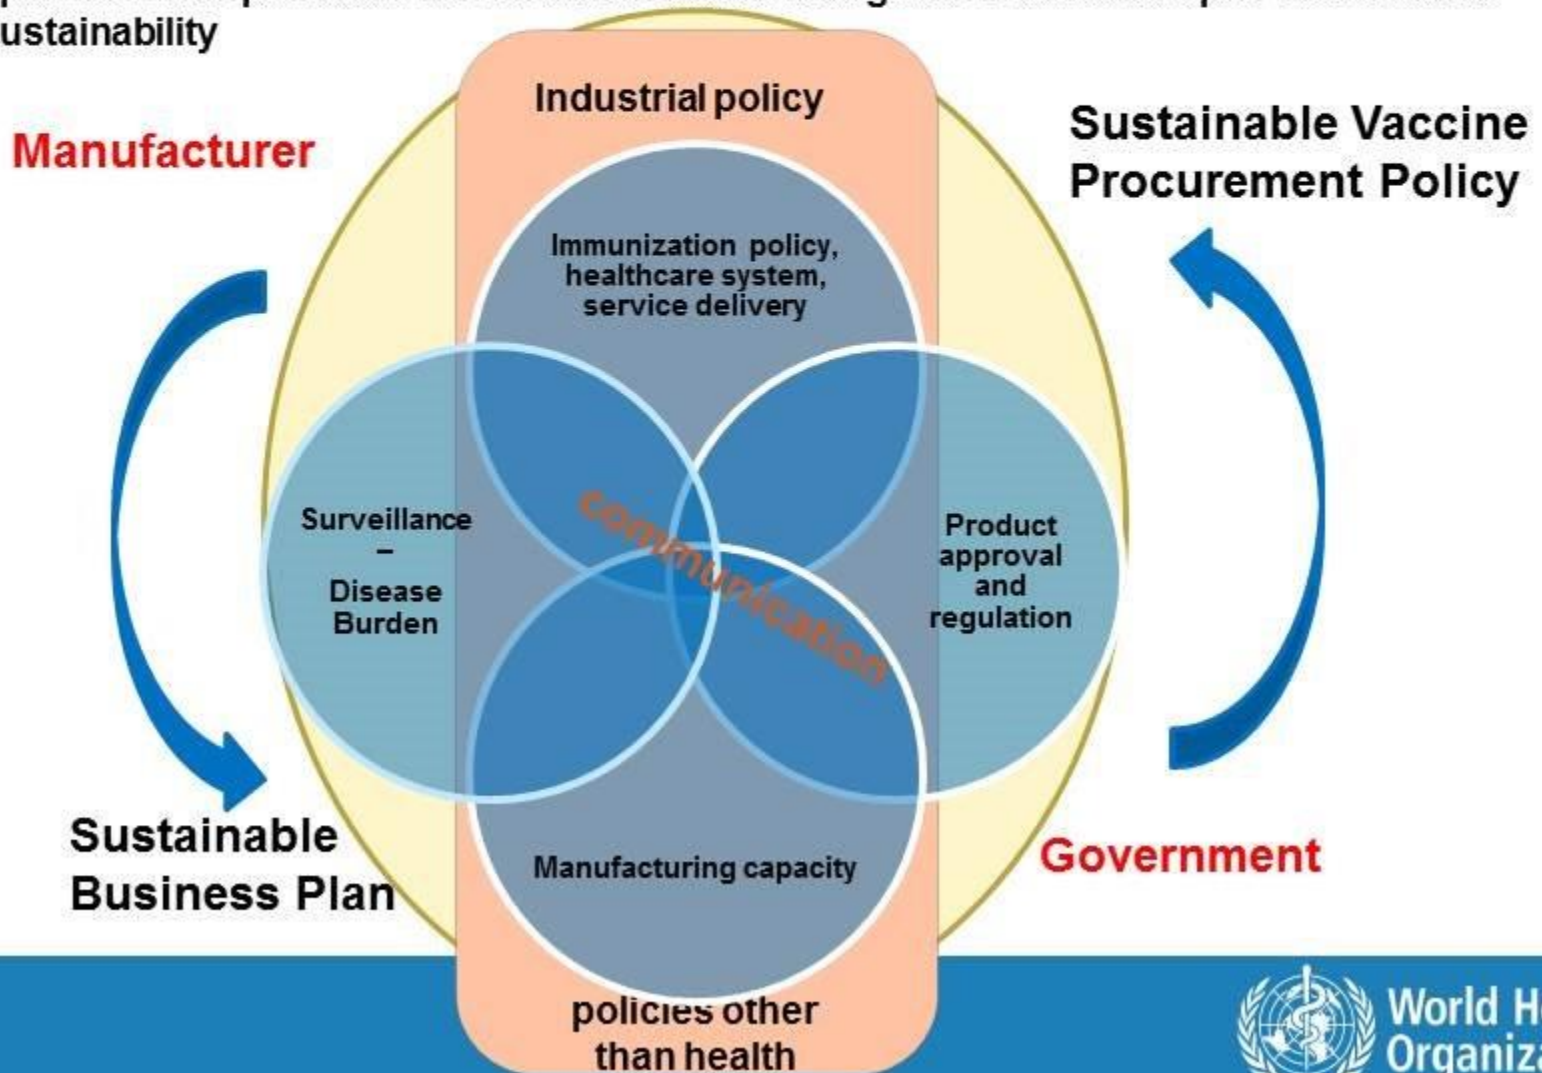 ustainability
Industrial policy
Manufacturer
Sustainable Vaccine
Procurement Policy
Immunization policy,
healthcare system,
service delivery
Surveillance
–
Disease
Burden
communication
Product
approval
and
regulation
Sustainable
Business Plan
Manufacturing capacity
Government
policies other
than health
World H
Organiza